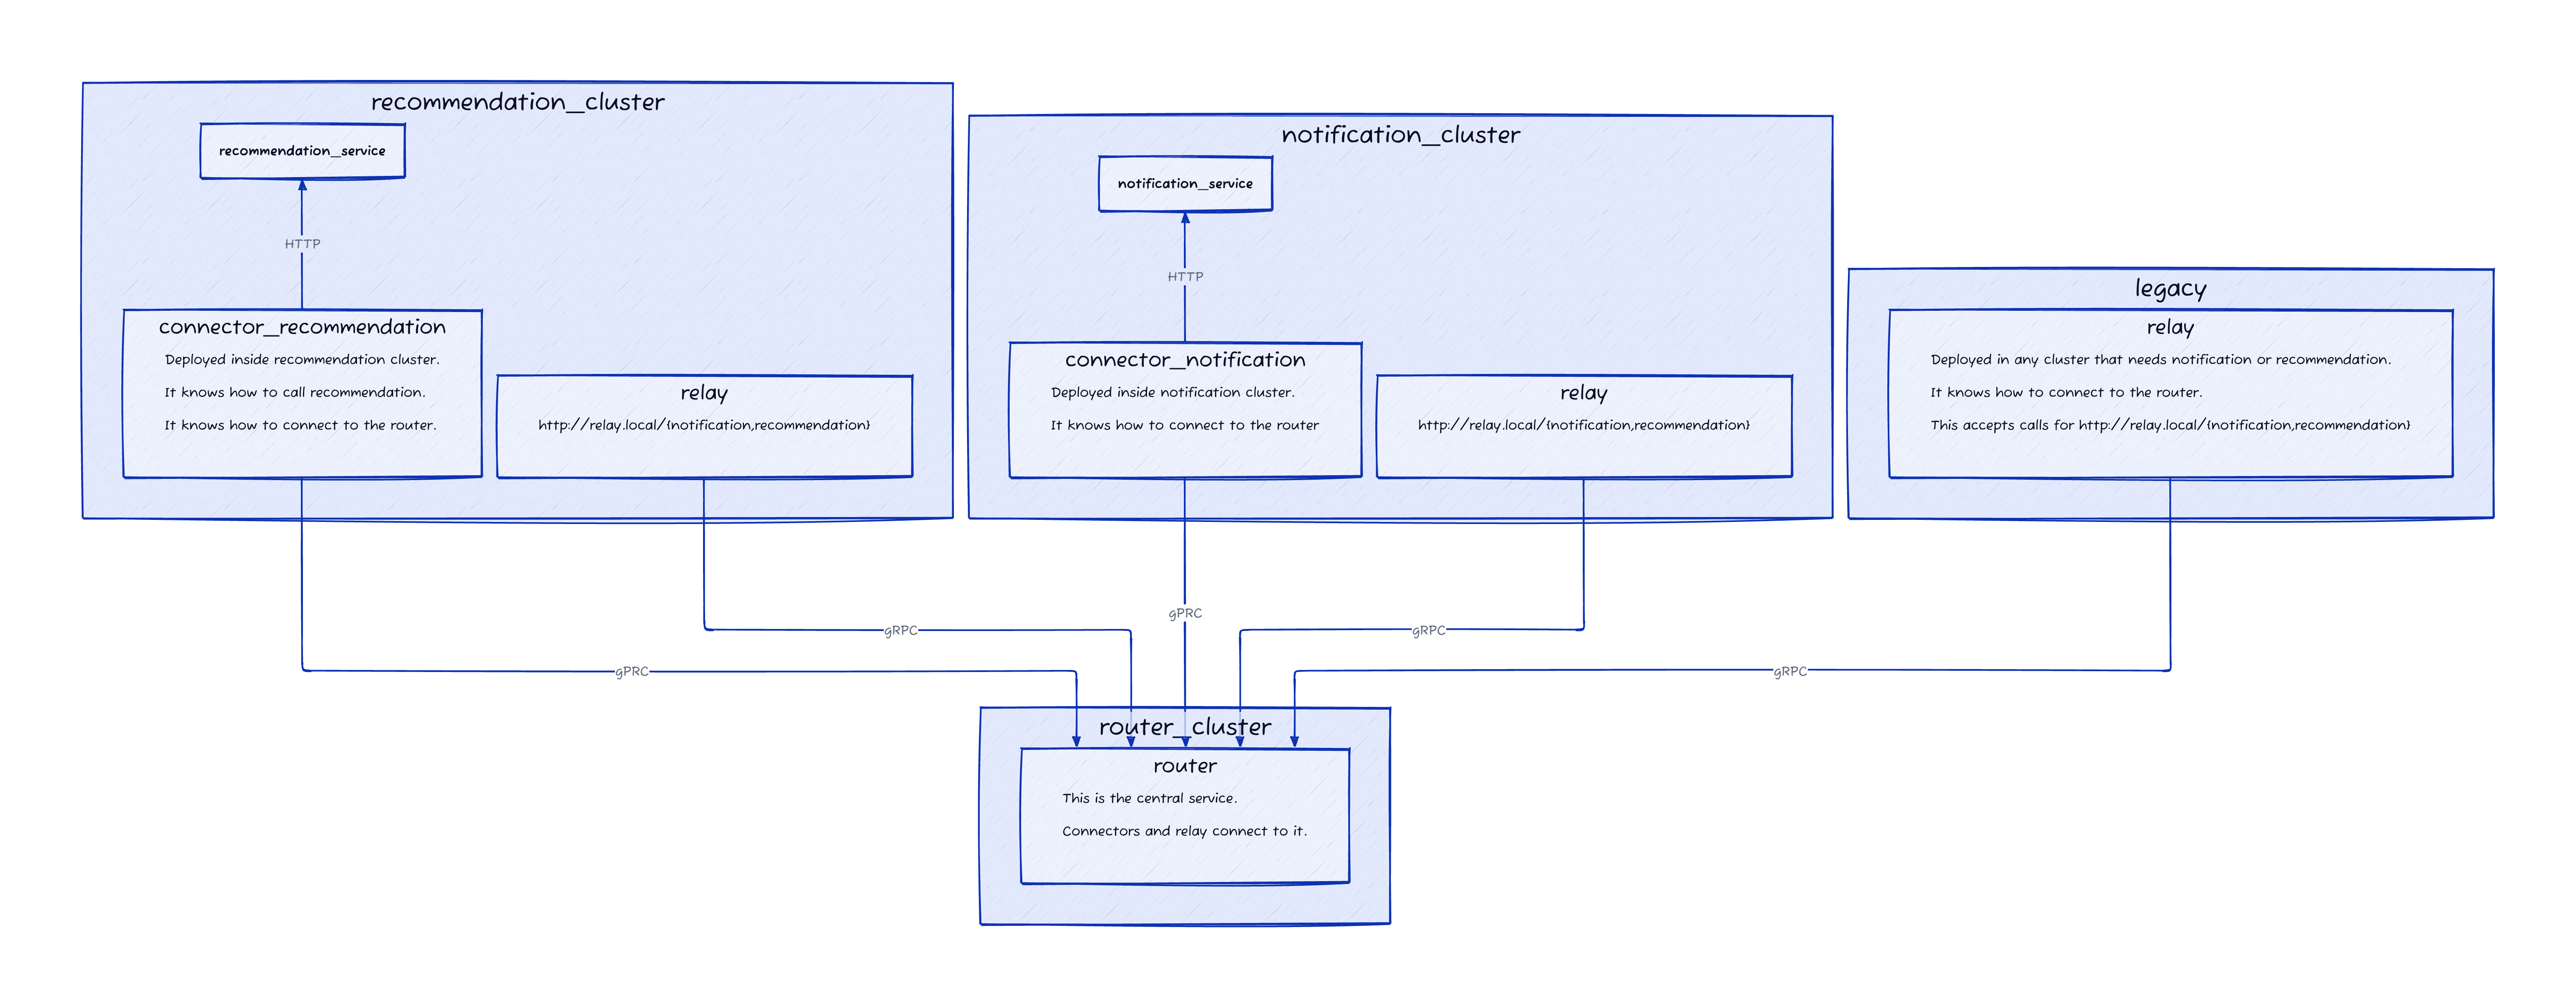 recommendation_cluster
recommendation_service
HTTP
connector_recommendation
Deployed inside recommendation cluster.
It knows how to call recommendation.
It knows how to connect to the router.
relay
http://relay.local/{notification,recommendation}
notification_cluster
notification_service
HTTP
connector_notification
Deployed inside notification cluster.
It knows how to connect to the router
relay
http://relay.local/{notification,recommendation}
legacy
relay
Deployed in any cluster that needs notification or recommendation.
It knows how to connect to the router.
This accepts calls for http://relay.local/{notification,recommendation}
gPRC
gRPC
gPRC
gRPC
gRPC
router_cluster
router
This is the central service.
Connectors and relay connect to it.